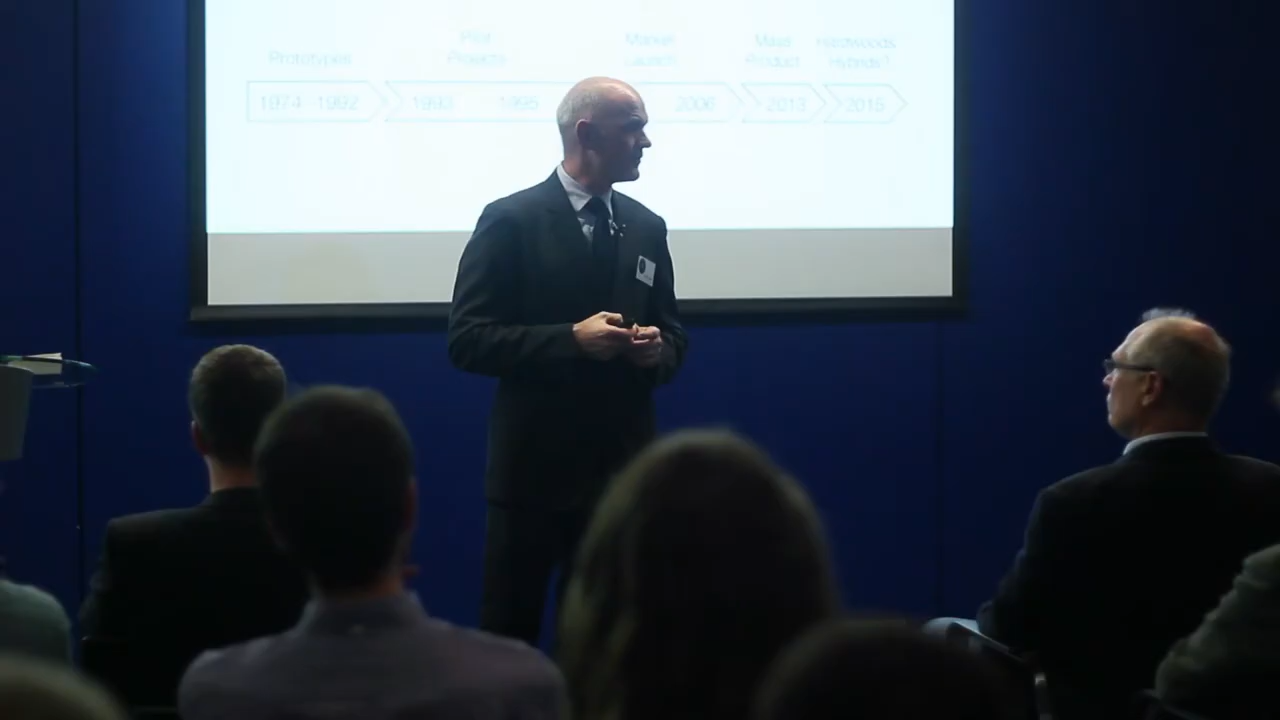 Prototypes
Pilot
Projects
Market
Launch
Mass
Product
Hardwoods
Hybrids?
1974 1992
1993 1995
2006
2013
2015